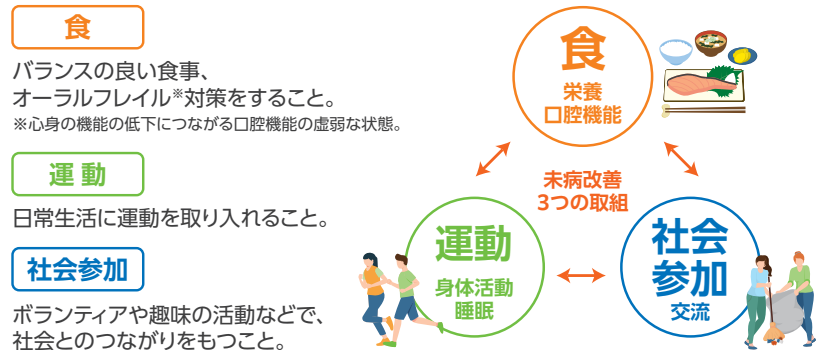 食
バランスの良い食事、
オーラルフレイル※対策をすること。
※心身の機能の低下につながる口腔機能の虚弱な状態。
運動
日常生活に運動を取り入れること。
社会参加
ボランティアや趣味の活動などで、
社会とのつながりをもつこと。
食
栄養
口腔機能
未病改善
3つの取組
運動
身体活動
睡眠
社会
参加
交流